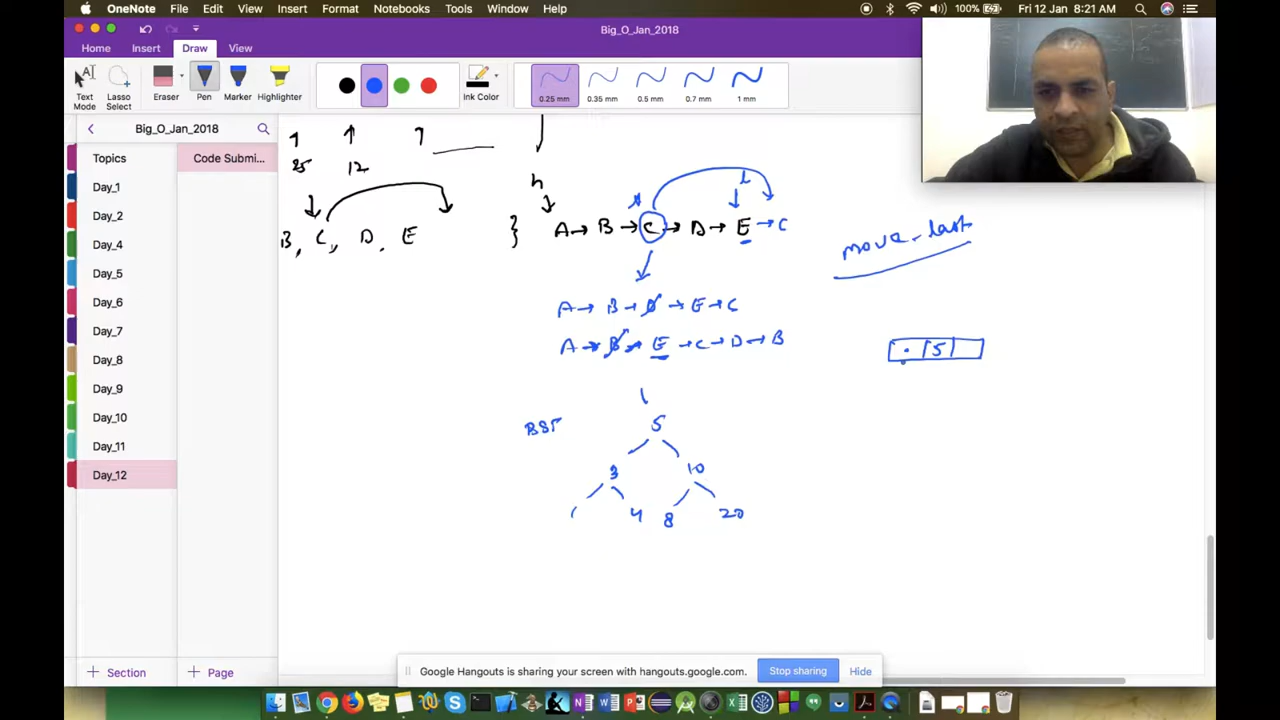 OneNote File Edit View Insert Format Notebooks Tools Window Help 100% Fri 12 Jan 8:21 AM
Big_O_Jan_2018
Home Insert Draw View
Text Mode Lasso Select Eraser Pen Marker Highlighter Ink Color 0.25 mm 0.35 mm 0.5 mm 0.7 mm 1 mm
Big_O_Jan_2018
Topics
Day_1
Day_2
Day_4
Day_5
Day_6
Day_7
Day_8
Day_9
Day_10
Day_11
Day_12
Code Submi...
25 12
h
B, C, D, E
} A → B → C → D → E → C
l
move-last
A → B → D → E → C
A → B → E → C → D → B
5
BST
5
3 10
4 8 20
+ Section + Page
Google Hangouts is sharing your screen with hangouts.google.com. Stop sharing Hide